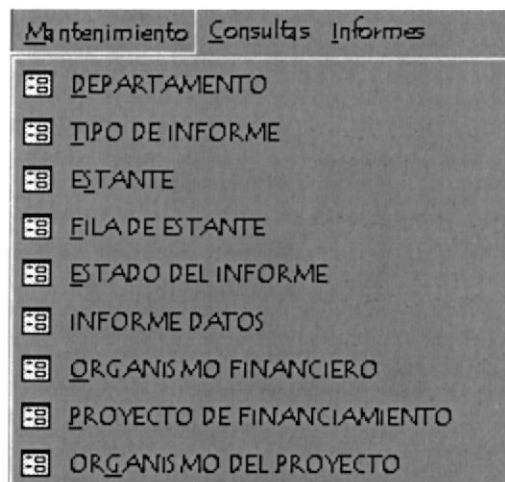 Mantenimiento Consultas Informes
DEPARTAMENTO
TIPO DE INFORME
ESTANTE
FILA DE ESTANTE
ESTADO DEL INFORME
INFORME DATOS
ORGANISMO FINANCIERO
PROYECTO DE FINANCIAMIENTO
ORGANISMO DEL PROYECTO